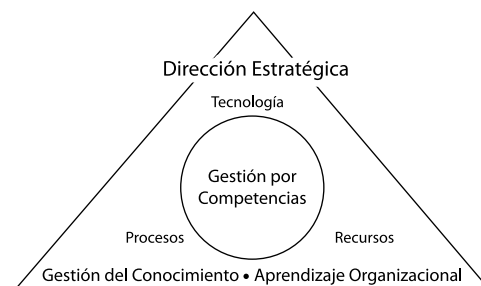 Dirección Estratégica
Tecnología
Gestión por
Competencias
Procesos
Recursos
Gestión del Conocimiento • Aprendizaje Organizacional